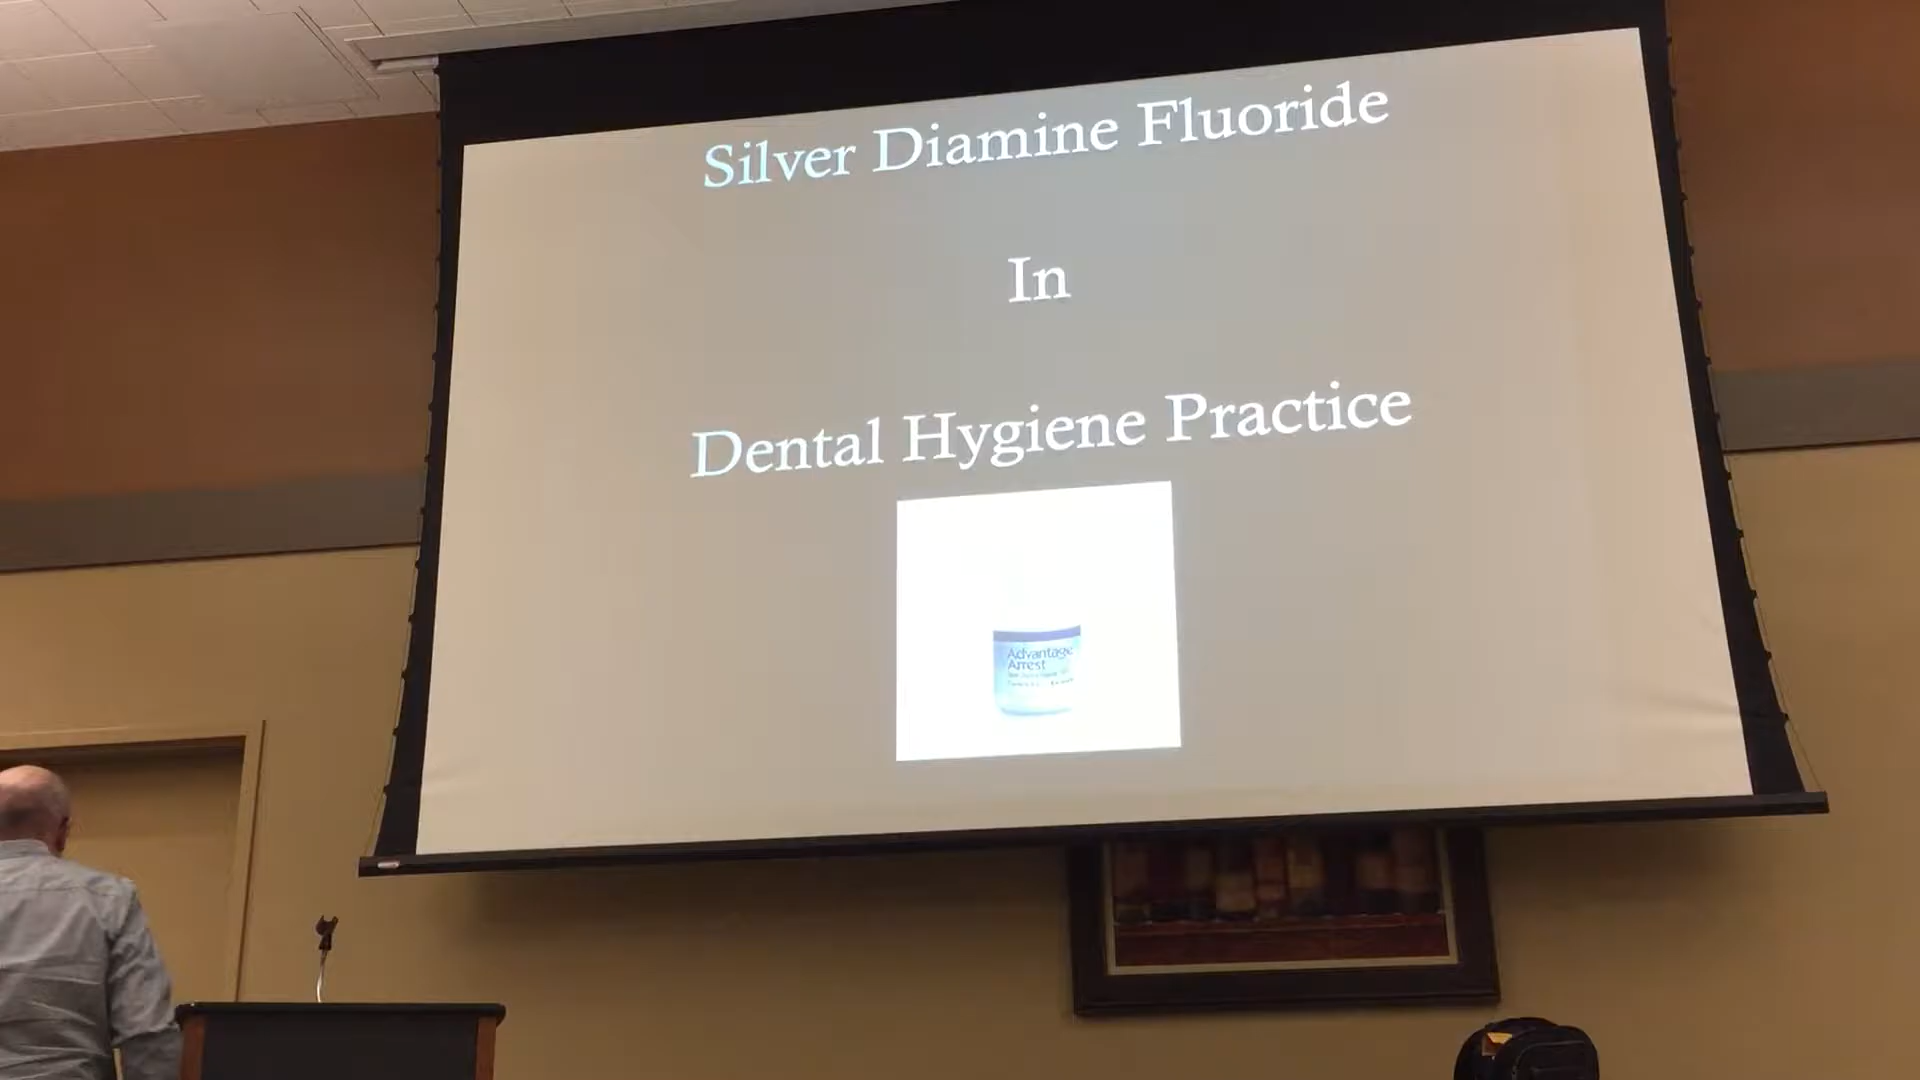 Silver Diamine Fluoride
In
Dental Hygiene Practice
Advantage
Arrest